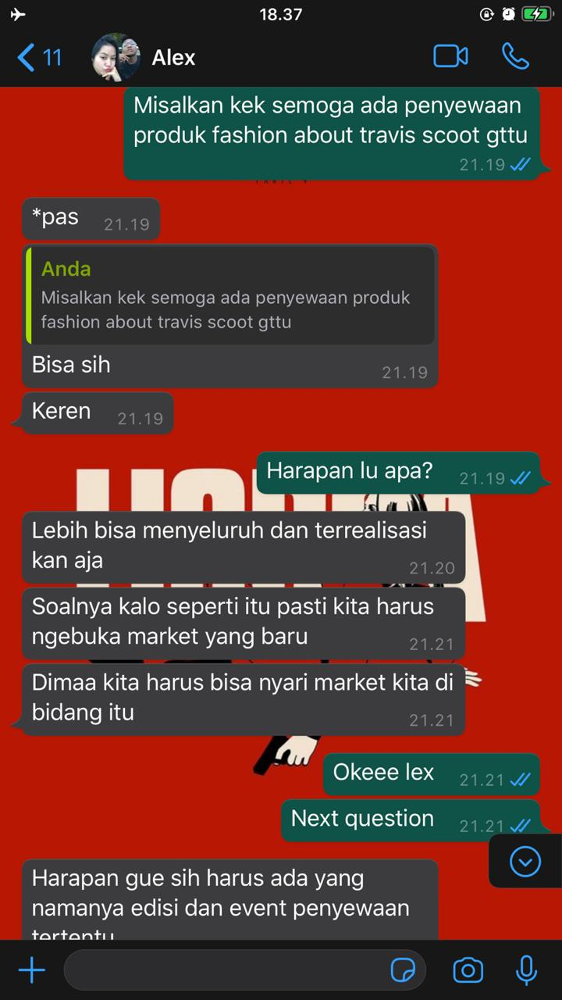 18.37
11
Alex
Misalkan kek semoga ada penyewaan
produk fashion about travis scoot gttu
21.19
*pas 21.19
Anda
Misalkan kek semoga ada penyewaan produk
fashion about travis scoot gttu
Bisa sih 21.19
Keren 21.19
Harapan lu apa? 21.19
Lebih bisa menyeluruh dan terrealisasi
kan aja 21.20
Soalnya kalo seperti itu pasti kita harus
ngebuka market yang baru 21.21
Dimaa kita harus bisa nyari market kita di
bidang itu 21.21
Okeee lex 21.21
Next question 21.21
Harapan gue sih harus ada yang
namanya edisi dan event penyewaan
tertentu